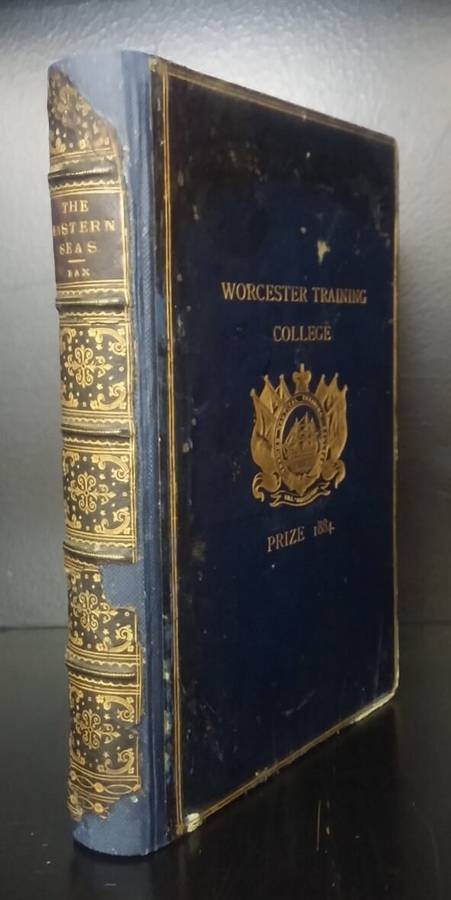 THE
EASTERN
SEAS
BAX
WORCESTER TRAINING
COLLEGE
PRIZE 1884